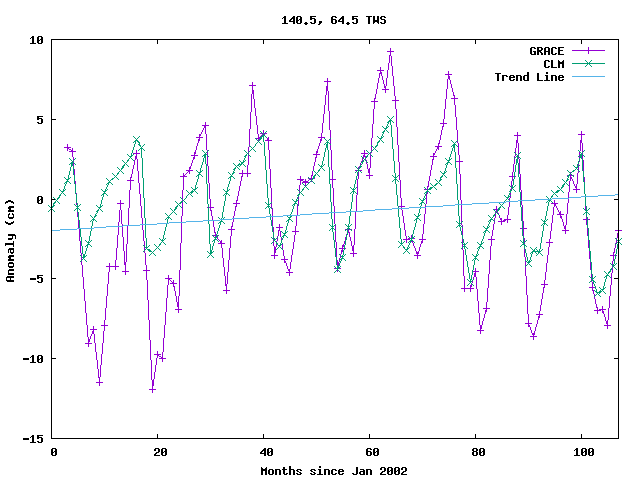 140.5, 64.5 TWS
GRACE
CLM
Trend Line
10
5
0
-5
-10
-15
Anomaly (cm)
0 20 40 60 80 100
Months since Jan 2002